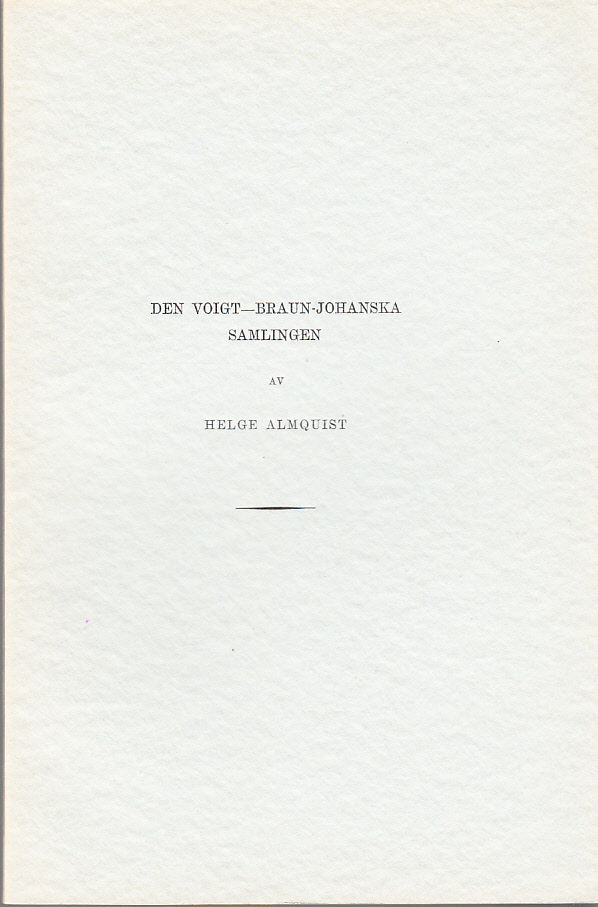 DEN VOIGT—BRAUN-JOHANSKA
SAMLINGEN
AV
HELGE ALMQUIST